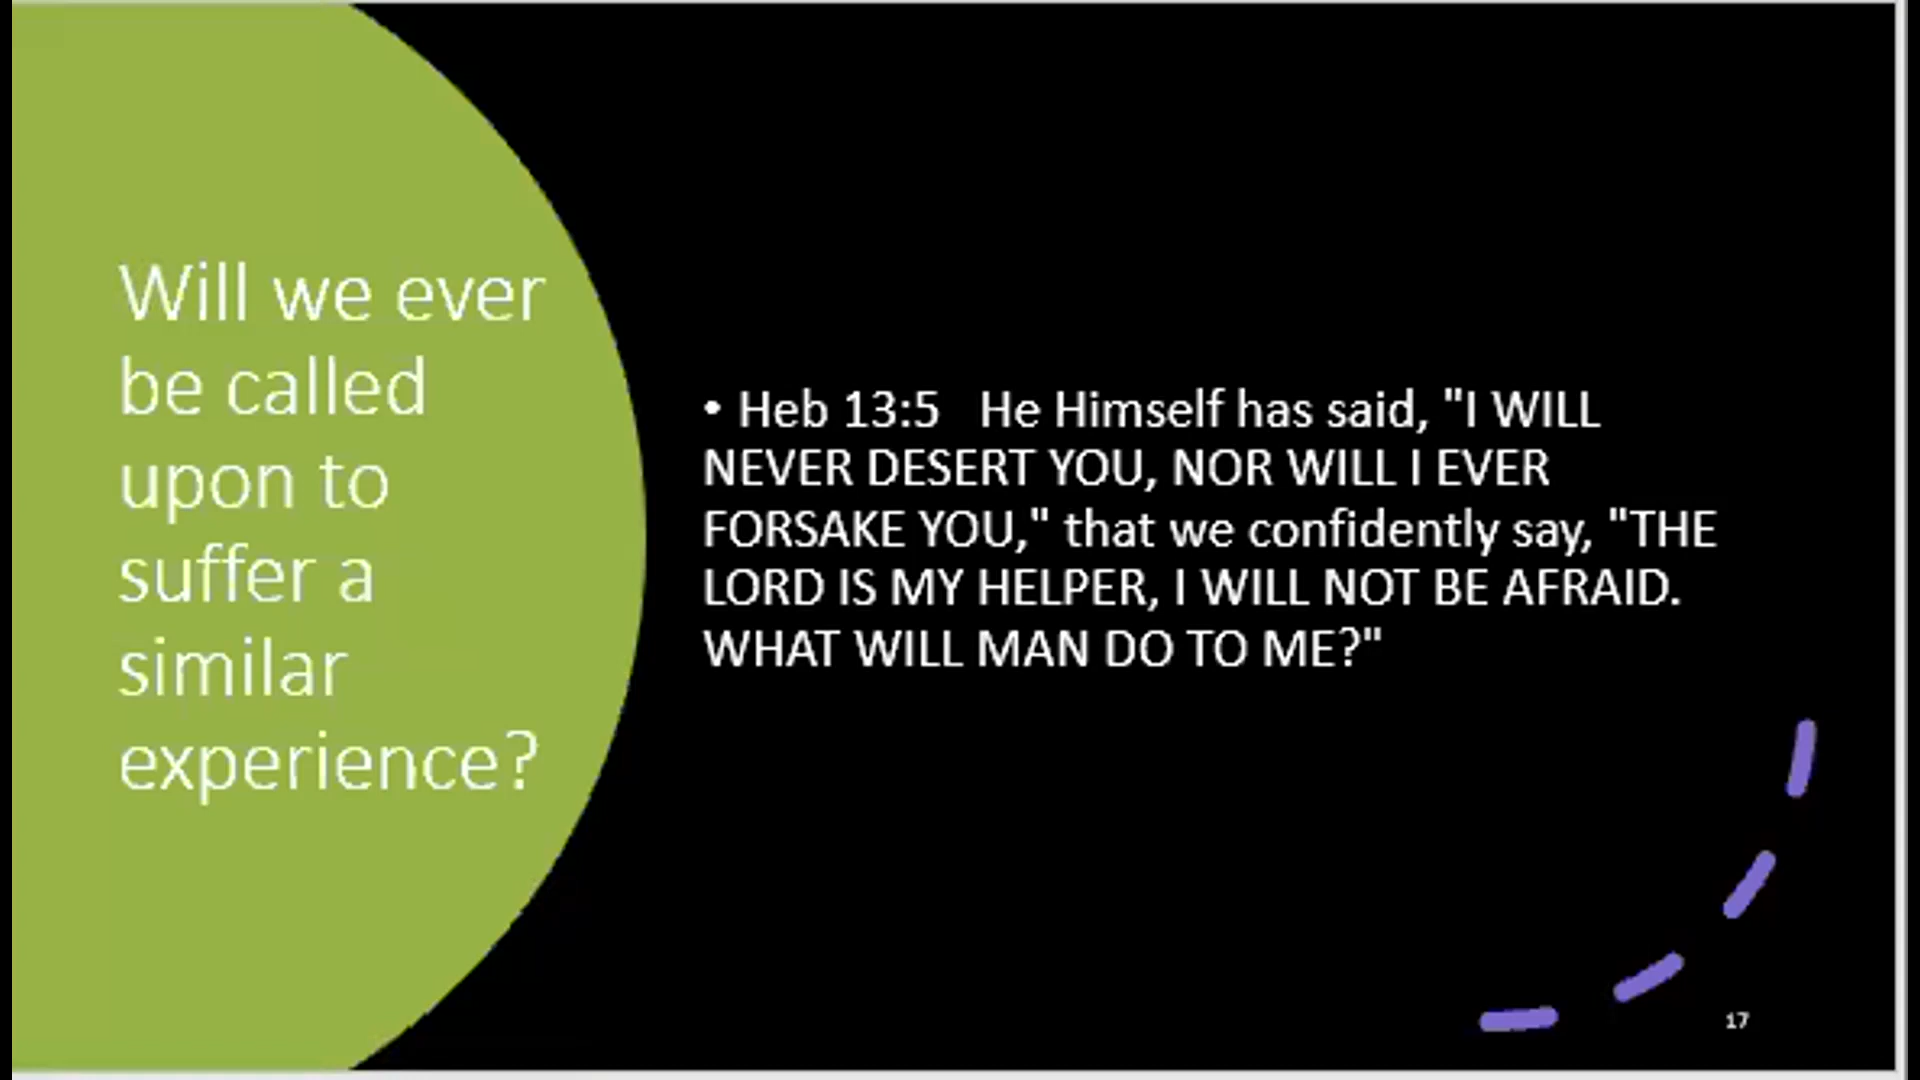 Will we ever
be called
upon to
suffer a
similar
experience?
• Heb 13:5   He Himself has said, "I WILL
NEVER DESERT YOU, NOR WILL I EVER
FORSAKE YOU," that we confidently say, "THE
LORD IS MY HELPER, I WILL NOT BE AFRAID.
WHAT WILL MAN DO TO ME?"
17